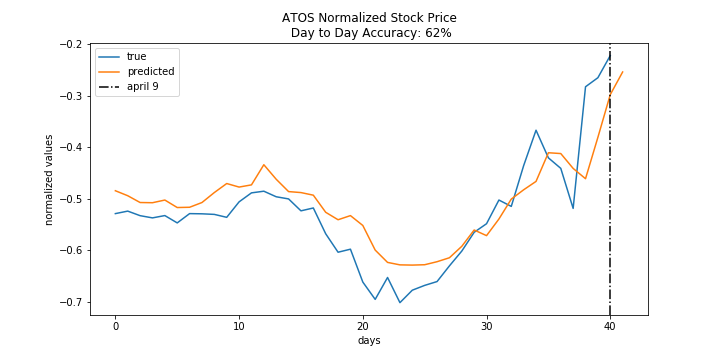 ATOS Normalized Stock Price
Day to Day Accuracy: 62%
true
predicted
april 9
normalized values
−0.2
−0.3
−0.4
−0.5
−0.6
−0.7
0
10
20
30
40
days